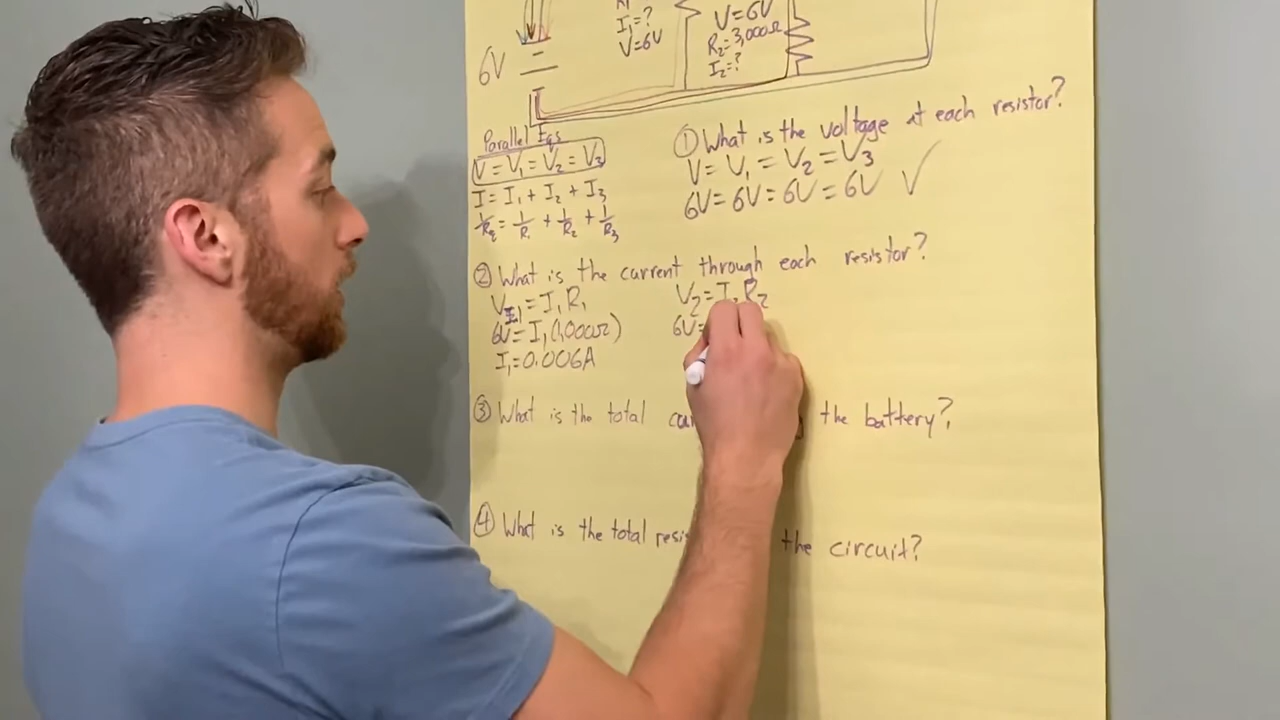 6V
I₁=?
V=6V
V=6V
R₂=3,000Ω
I₂=?
Parallel Eqs
V=V₁=V₂=V₃
I=I₁+I₂+I₃
1/Rq=1/R₁+1/R₂+1/R₃
① What is the voltage at each resistor?
V=V₁=V₂=V₃
6V=6V=6V=6V ✓
② What is the current through each resistor?
=I₁R₁
6V=I₁(1,000Ω)
I₁=0.006A
V₂=I₂R₂
6V=
③ What is the total the battery?
④ What is the total the circuit?